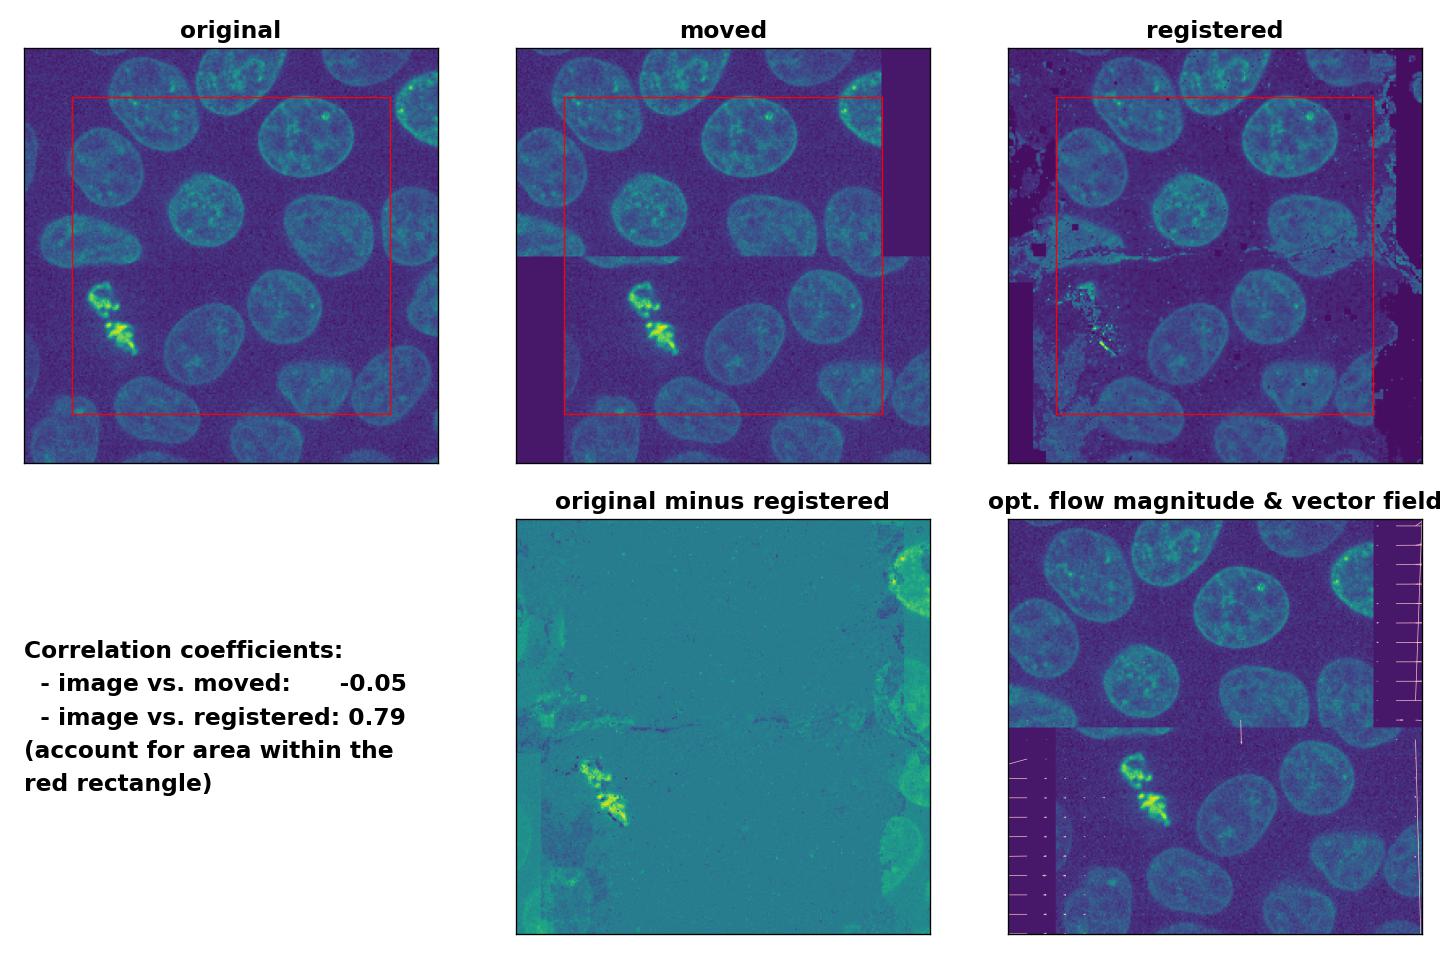 original
moved
registered
original minus registered
opt. flow magnitude & vector field
Correlation coefficients:
- image vs. moved: -0.05
- image vs. registered: 0.79
(account for area within the
red rectangle)